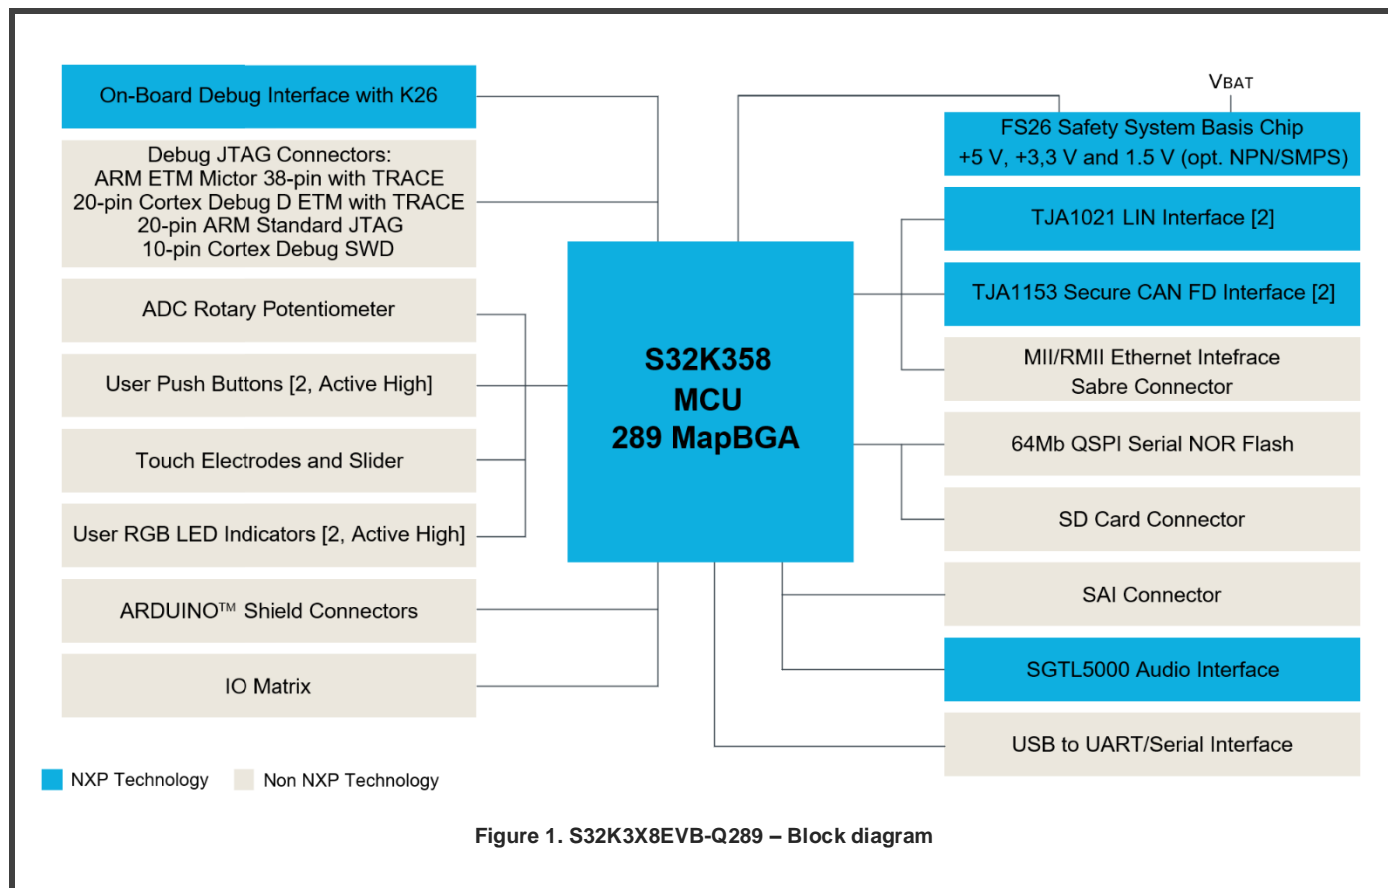 On-Board Debug Interface with K26
Debug JTAG Connectors:
ARM ETM Mictor 38-pin with TRACE
20-pin Cortex Debug D ETM with TRACE
20-pin ARM Standard JTAG
10-pin Cortex Debug SWD
ADC Rotary Potentiometer
User Push Buttons [2, Active High]
Touch Electrodes and Slider
User RGB LED Indicators [2, Active High]
ARDUINO™ Shield Connectors
IO Matrix
S32K358
MCU
289 MapBGA
VBAT
FS26 Safety System Basis Chip
+5 V, +3,3 V and 1.5 V (opt. NPN/SMPS)
TJA1021 LIN Interface [2]
TJA1153 Secure CAN FD Interface [2]
MII/RMII Ethernet Intefrace
Sabre Connector
64Mb QSPI Serial NOR Flash
SD Card Connector
SAI Connector
SGTL5000 Audio Interface
USB to UART/Serial Interface
NXP Technology
Non NXP Technology
Figure 1. S32K3X8EVB-Q289 – Block diagram